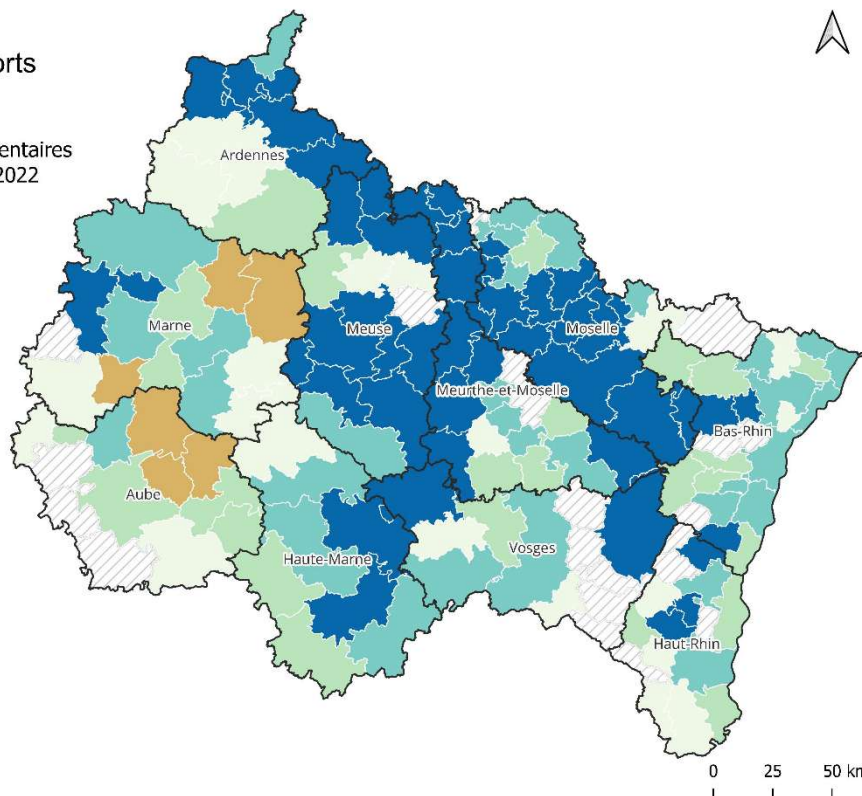 orts
entaires
2022
Ardennes
Marne
Meuse
Moselle
Meurthe-et-Moselle
Bas-Rhin
Aube
Haute-Marne
Vosges
Haut-Rhin
0 25 50 km